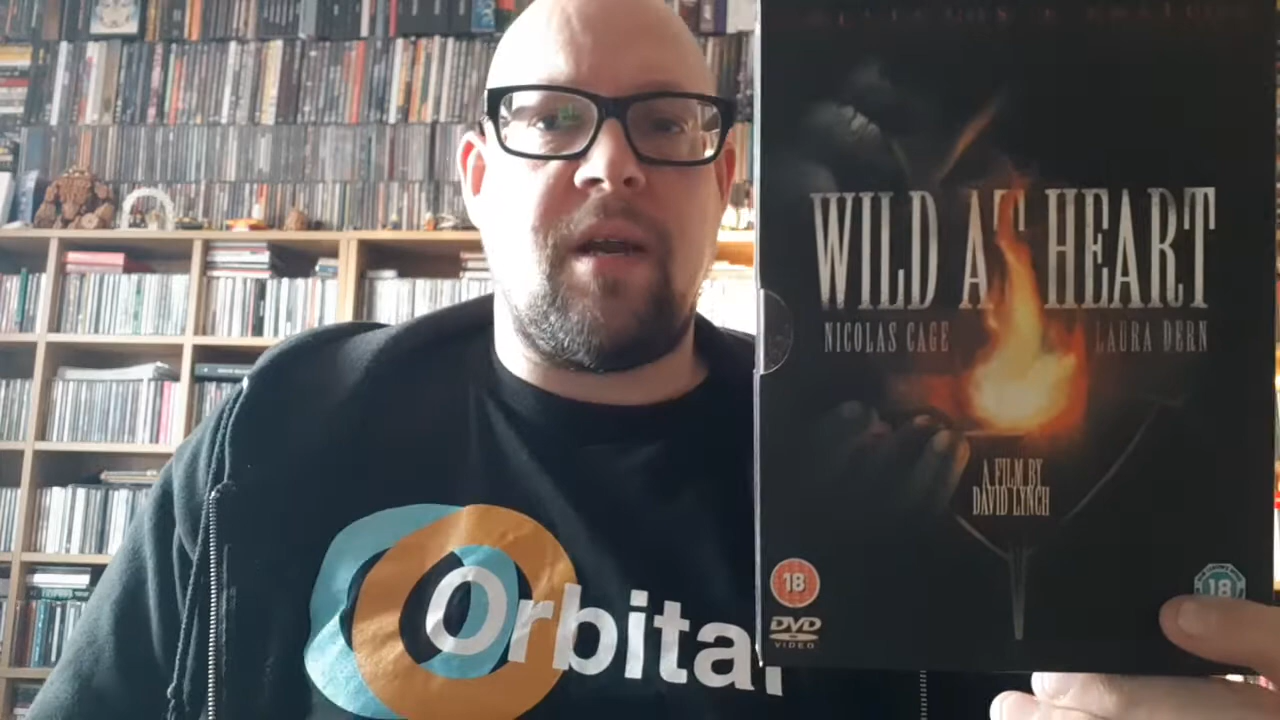 WILD AT HEART
NICOLAS CAGE LAURA DERN
A FILM BY
DAVID LYNCH
18
18
DVD
VIDEO
Orbital